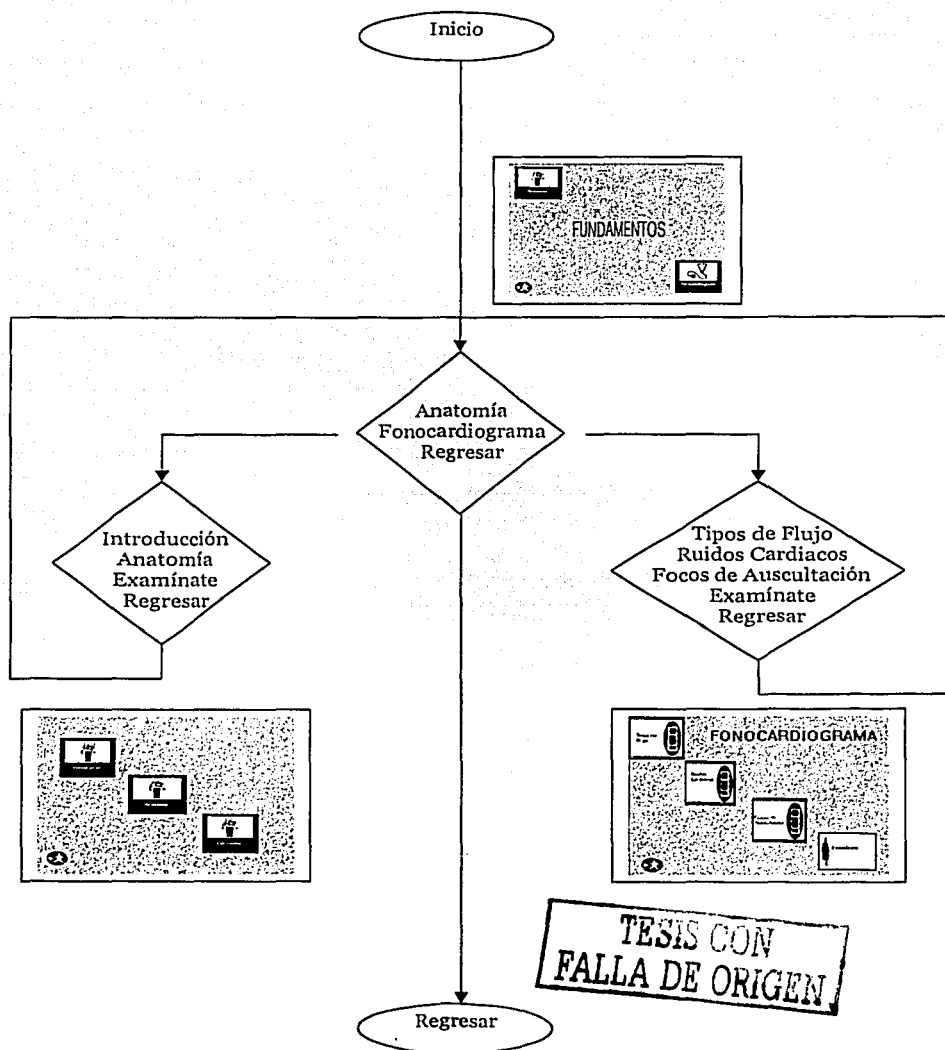 Inicio
FUNDAMENTOS
Anatomía
Fonocardiograma
Regresar
Introducción
Anatomía
Examínate
Regresar
Tipos de Flujo
Ruidos Cardiacos
Focos de Auscultación
Examínate
Regresar
FONOCARDIOGRAMA
TESIS CON
FALLA DE ORIGEN
Regresar